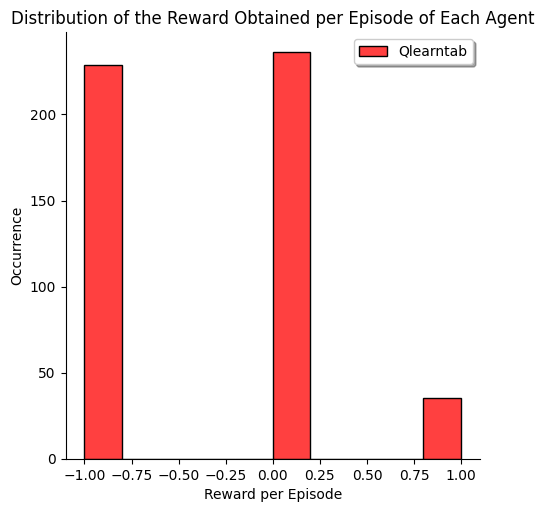 Distribution of the Reward Obtained per Episode of Each Agent
Qlearntab
Occurrence
200
150
100
50
0
−1.00 −0.75 −0.50 −0.25 0.00 0.25 0.50 0.75 1.00
Reward per Episode